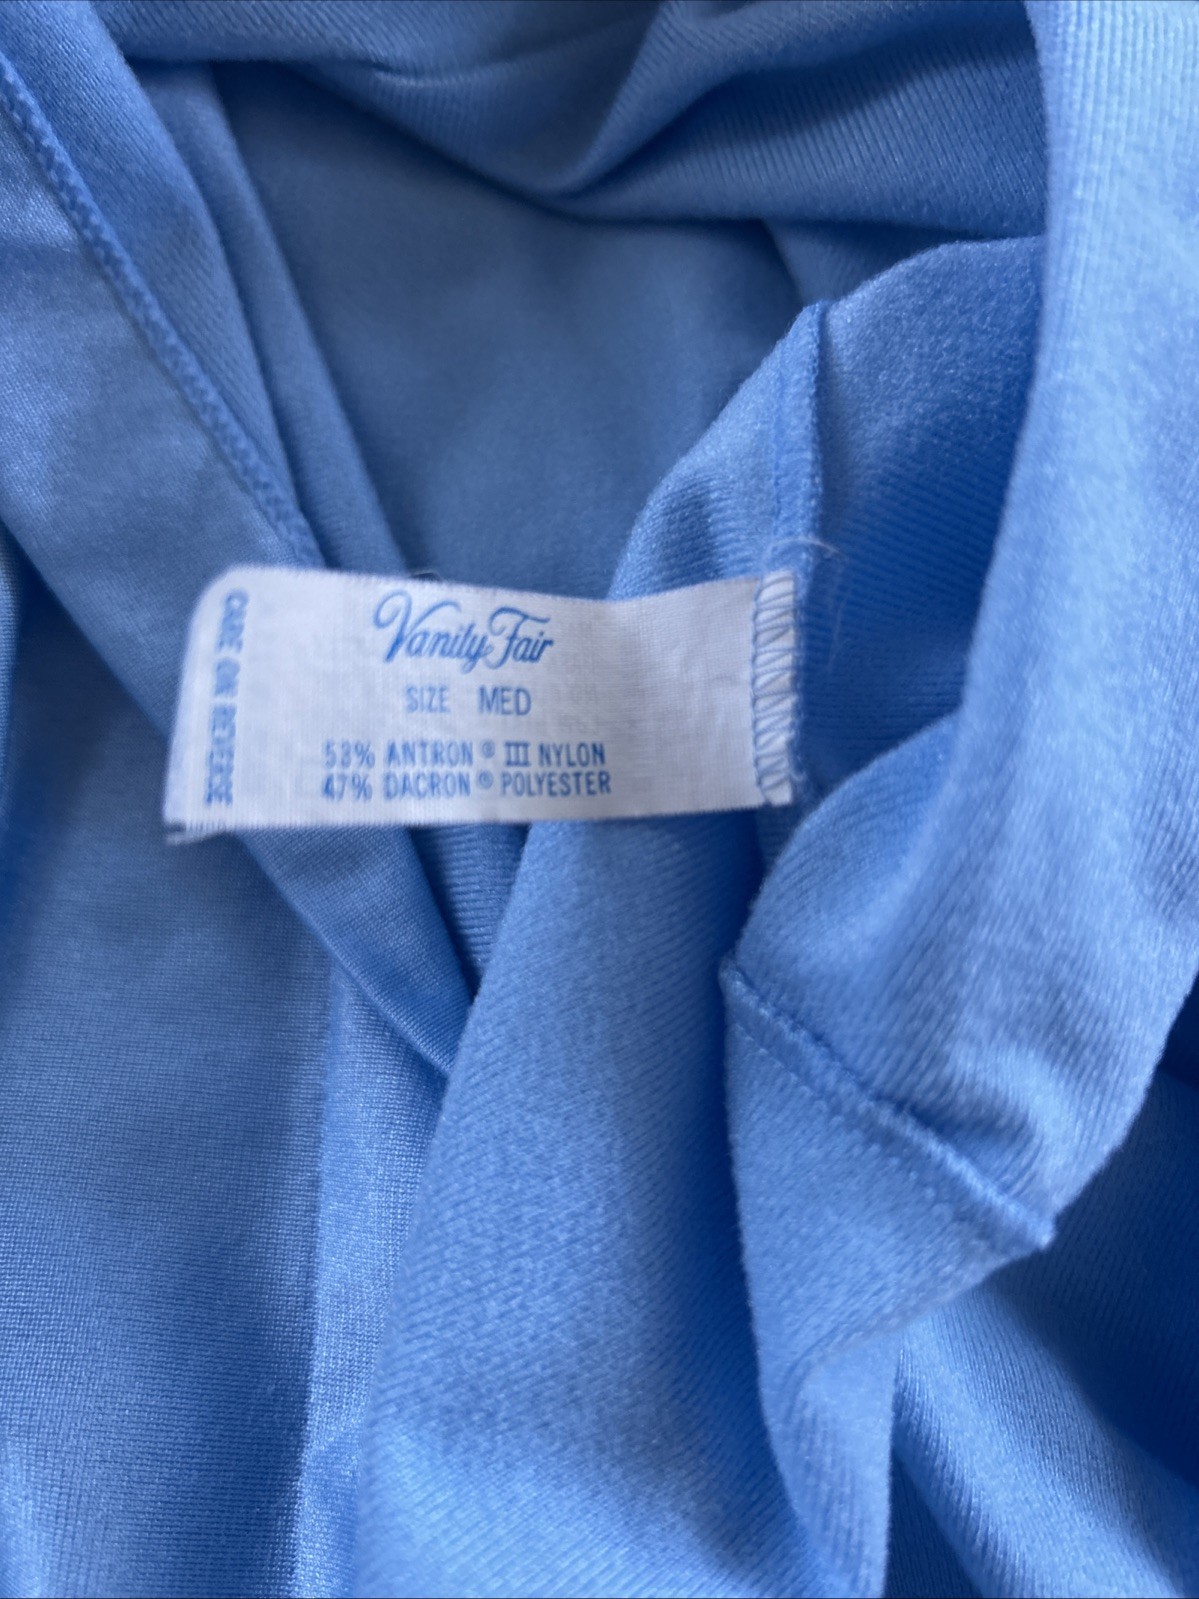 Vanity Fair
SIZE MED
53% ANTRON ® III NYLON
47% DACRON ® POLYESTER
CARE ON REVERSE